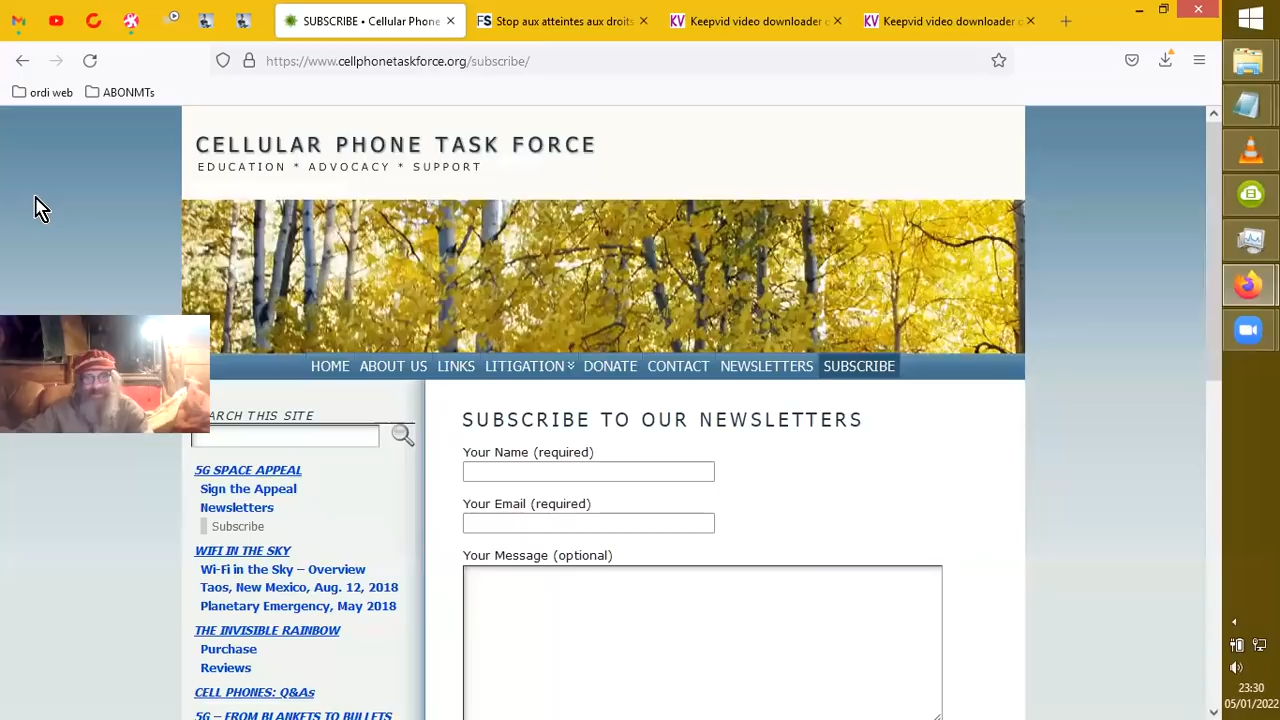 SUBSCRIBE • Cellular Phone
Stop aux atteintes aux droits
Keepvid video downloader
Keepvid video downloader
https://www.cellphonetaskforce.org/subscribe/
ordi web
ABONMTs
CELLULAR PHONE TASK FORCE
EDUCATION * ADVOCACY * SUPPORT
HOME ABOUT US LINKS LITIGATION DONATE CONTACT NEWSLETTERS SUBSCRIBE
ARCH THIS SITE
5G SPACE APPEAL
Sign the Appeal
Newsletters
Subscribe
WIFI IN THE SKY
Wi-Fi in the Sky – Overview
Taos, New Mexico, Aug. 12, 2018
Planetary Emergency, May 2018
THE INVISIBLE RAINBOW
Purchase
Reviews
CELL PHONES: Q&As
5G – FROM BLANKETS TO BULLETS
SUBSCRIBE TO OUR NEWSLETTERS
Your Name (required)
Your Email (required)
Your Message (optional)
23:30
05/01/2022